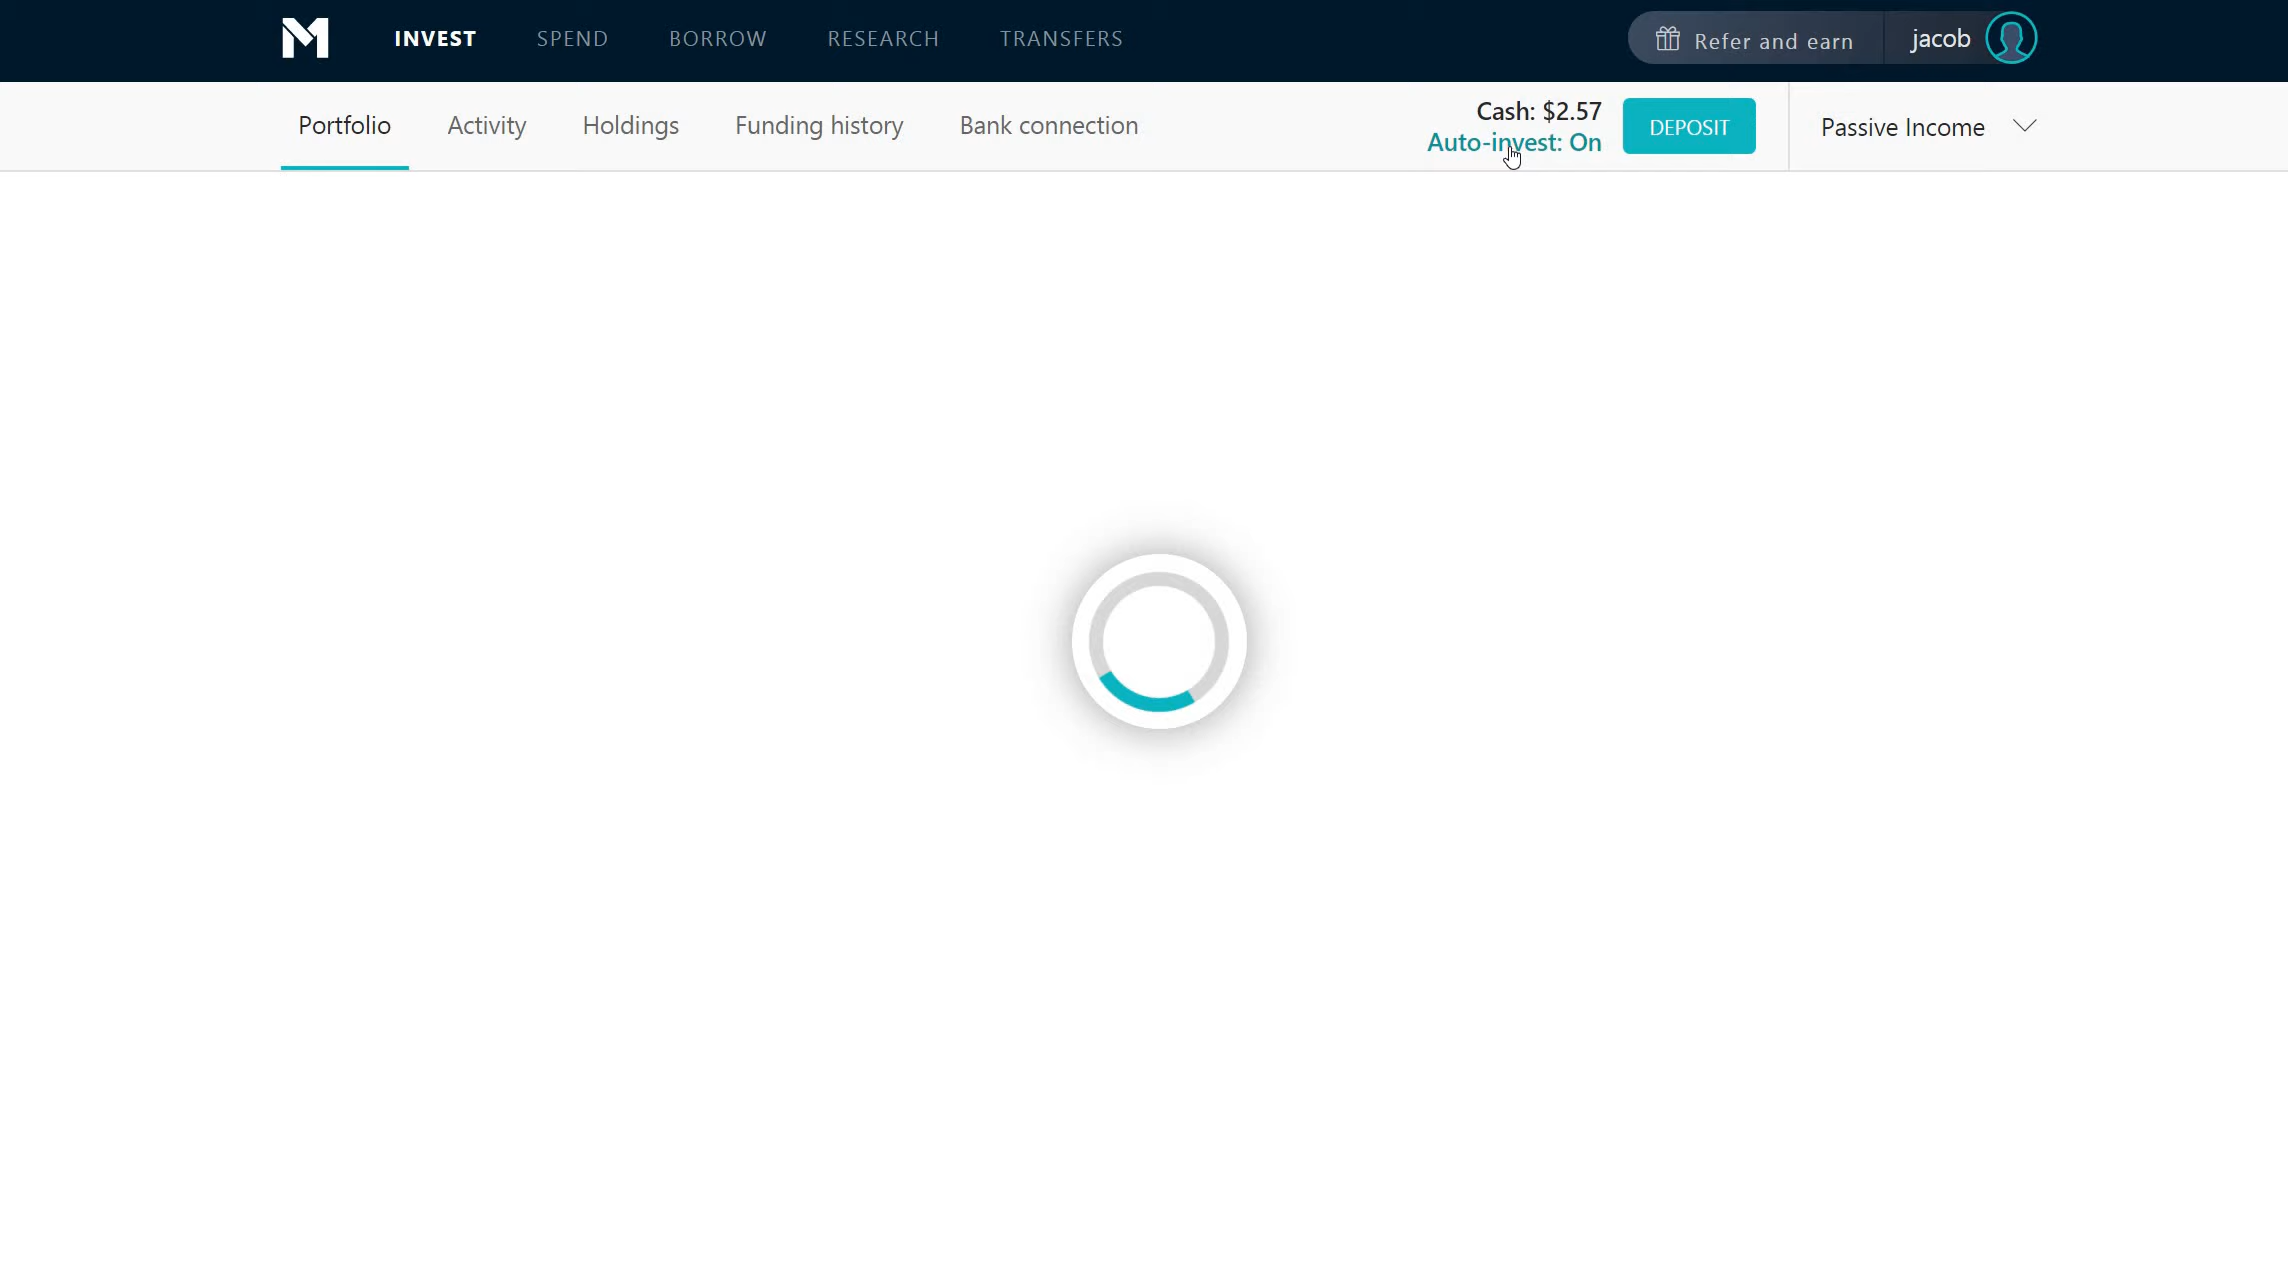 INVEST SPEND BORROW RESEARCH TRANSFERS Refer and earn jacob
Portfolio Activity Holdings Funding history Bank connection Cash: $2.57 DEPOSIT Passive Income
Auto-invest: On